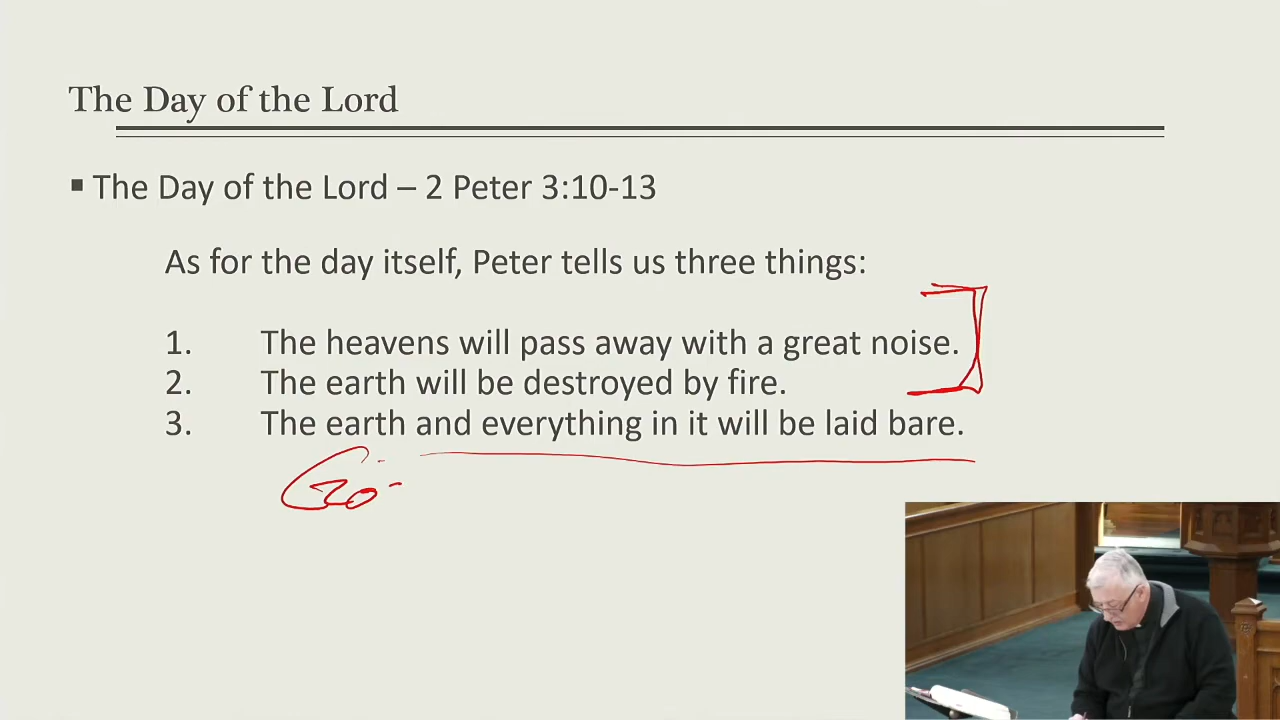 The Day of the Lord
▪ The Day of the Lord – 2 Peter 3:10-13
As for the day itself, Peter tells us three things:
1. The heavens will pass away with a great noise.
2. The earth will be destroyed by fire.
3. The earth and everything in it will be laid bare.